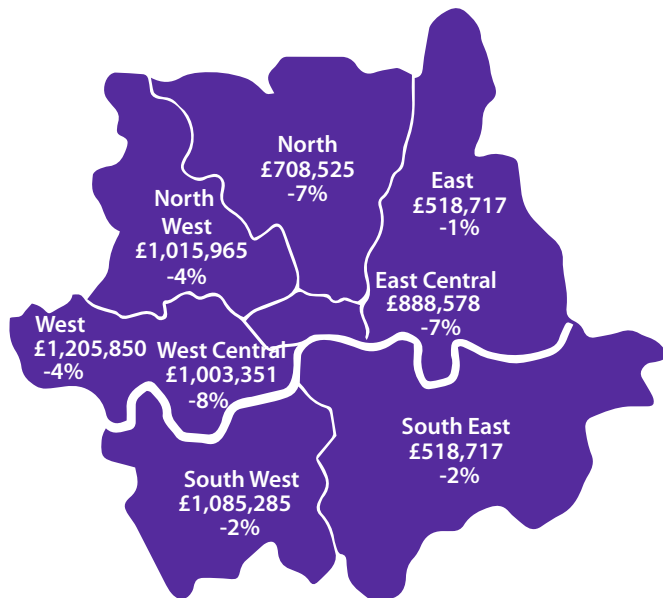 North
£708,525
-7%
East
£518,717
-1%
North
West
£1,015,965
-4%
East Central
£888,578
-7%
West
£1,205,850
-4%
West Central
£1,003,351
-8%
South East
£518,717
-2%
South West
£1,085,285
-2%